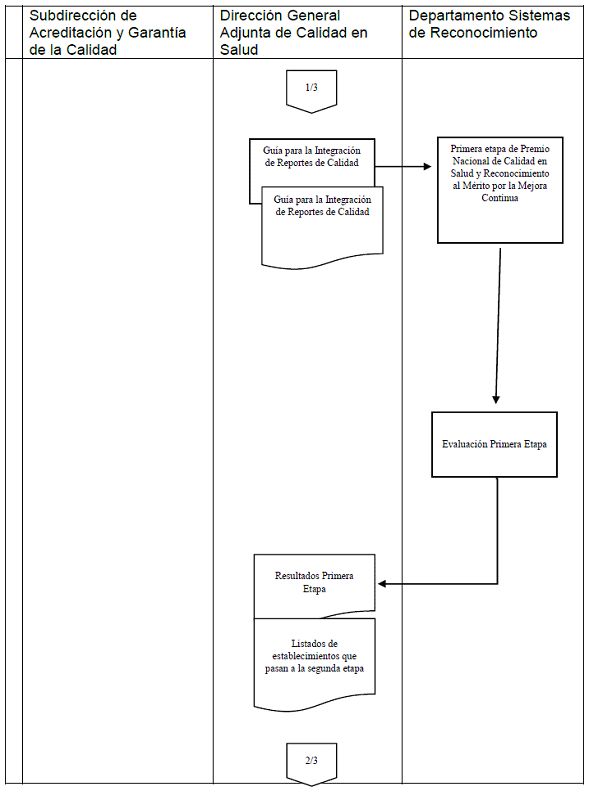 Subdirección de
Acreditación y Garantía
de la Calidad
Dirección General
Adjunta de Calidad en
Salud
Departamento Sistemas
de Reconocimiento
1/3
Guía para la Integración
de Reportes de Calidad
Guía para la Integración
de Reportes de Calidad
Primera etapa de Premio
Nacional de Calidad en
Salud y Reconocimiento
al Mérito por la Mejora
Continua
Evaluación Primera Etapa
Resultados Primera
Etapa
Listados de
establecimientos que
pasan a la segunda etapa
2/3